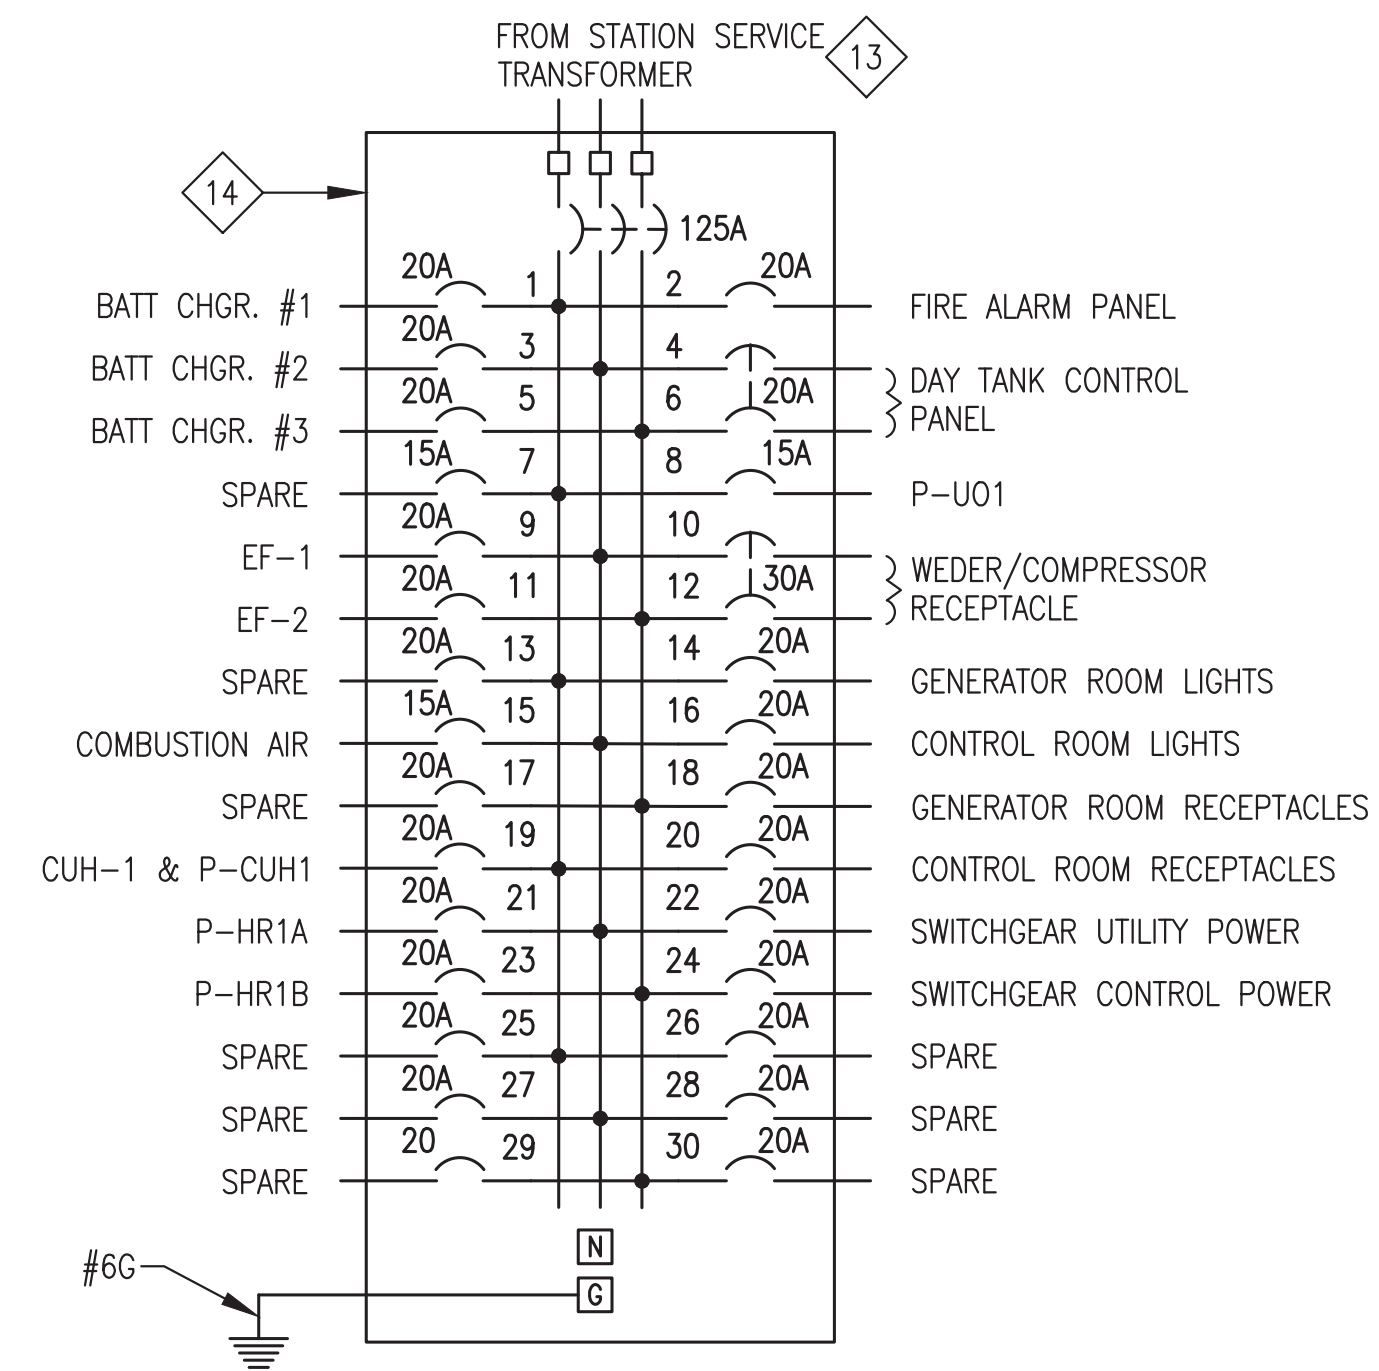 FROM STATION SERVICE
TRANSFORMER
13
14
125A
20A 1 2 20A
BATT CHGR. #1 FIRE ALARM PANEL
20A 3 4
BATT CHGR. #2 DAY TANK CONTROL
20A 5 6 20A
PANEL
BATT CHGR. #3
15A 7 8 15A
SPARE P-UO1
20A 9 10
EF-1 WEDER/COMPRESSOR
20A 11 12 30A
RECEPTACLE
EF-2
20A 13 14 20A
SPARE GENERATOR ROOM LIGHTS
15A 15 16 20A
COMBUSTION AIR CONTROL ROOM LIGHTS
20A 17 18 20A
SPARE GENERATOR ROOM RECEPTACLES
20A 19 20 20A
CUH-1 & P-CUH1 CONTROL ROOM RECEPTACLES
20A 21 22 20A
P-HR1A SWITCHGEAR UTILITY POWER
20A 23 24 20A
P-HR1B SWITCHGEAR CONTROL POWER
20A 25 26 20A
SPARE SPARE
20A 27 28 20A
SPARE SPARE
20 29 30 20A
SPARE SPARE
N
#6G
G